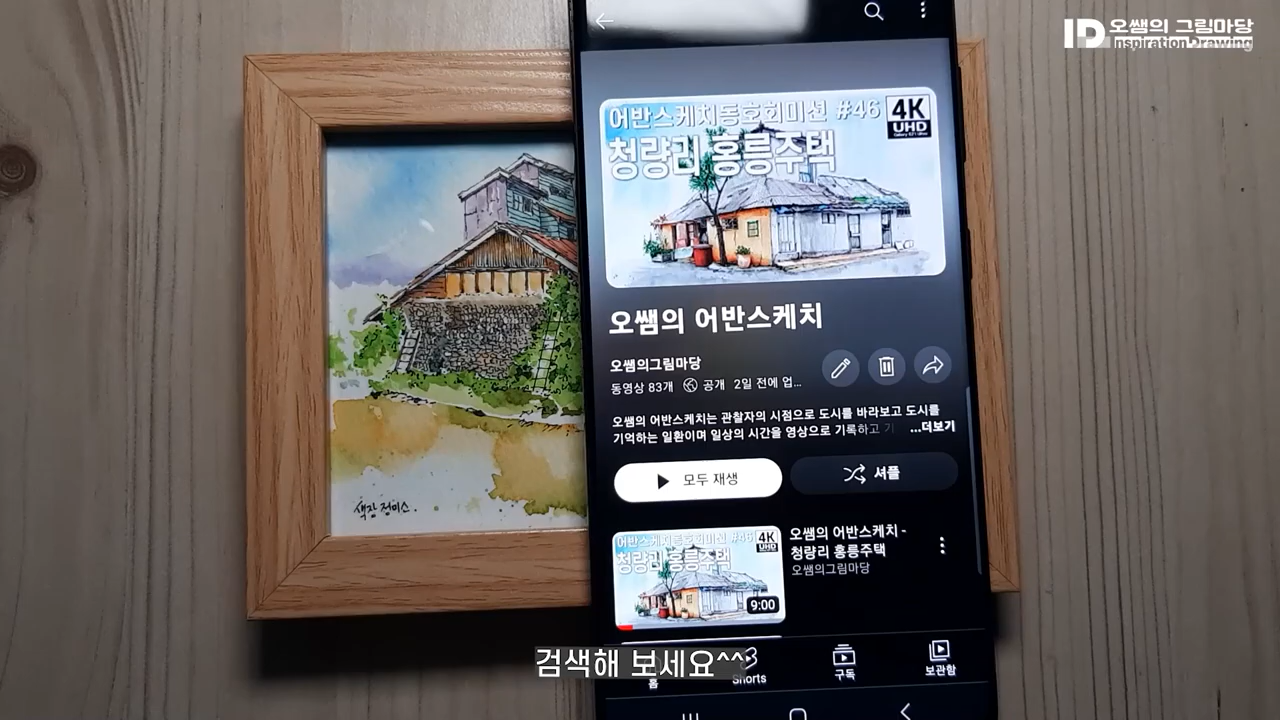 ID 오쌤의 그림마당
Inspiration Drawing
어반스케치동호회미션 #46
4K
UHD
청량리 홍릉주택
오쌤의 어반스케치
오쌤의그림마당
동영상 83개 공개 2일 전에 업...
오쌤의 어반스케치는 관찰자의 시점으로 도시를 바라보고 도시를
기억하는 일환이며 일상의 시간을 영상으로 기록하고 기 ...더보기
모두 재생
셔플
어반스케치동호회미션 #46
4K
UHD
청량리 홍릉주택
9:00
오쌤의 어반스케치 -
청량리 홍릉주택
오쌤의그림마당
색장 정미소.
검색해 보세요^^
홈
Shorts
구독
보관함